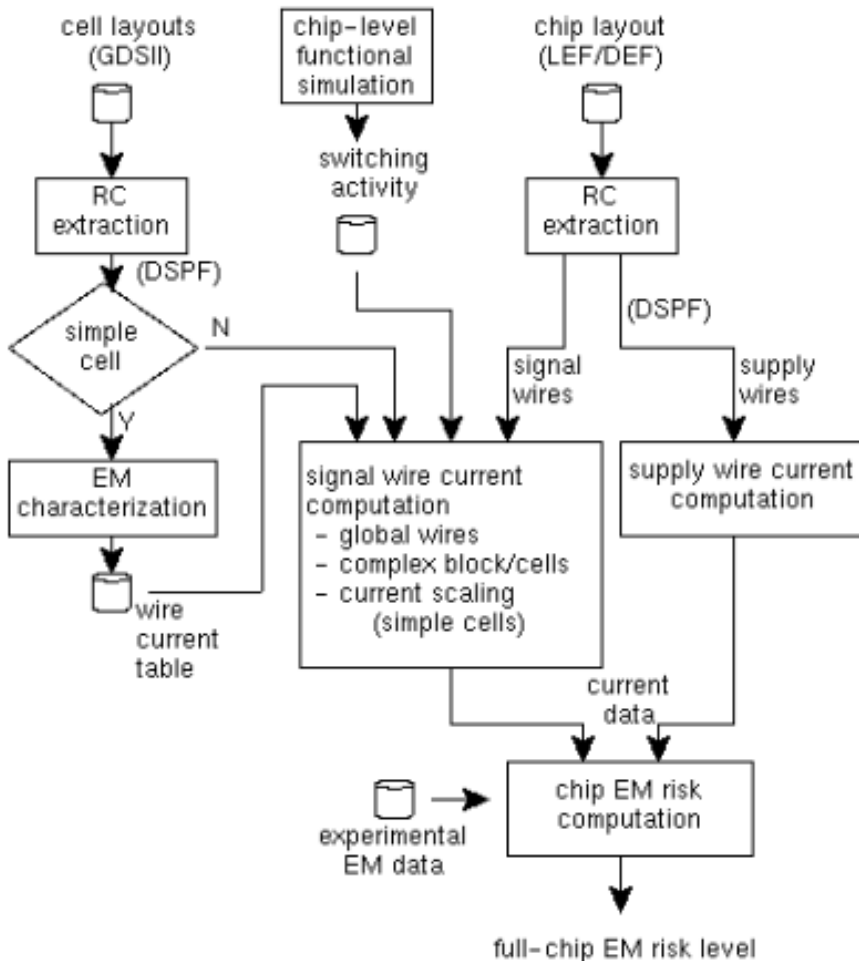 cell layouts
(GDSII)
chip-level
functional
simulation
chip layout
(LEF/DEF)
switching
activity
RC
extraction
RC
extraction
(DSPF)
(DSPF)
simple
cell
N
Y
signal
wires
supply
wires
EM
characterization
wire
current
table
signal wire current
computation
- global wires
- complex block/cells
- current scaling
(simple cells)
supply wire current
computation
current
data
experimental
EM data
chip EM risk
computation
full-chip EM risk level